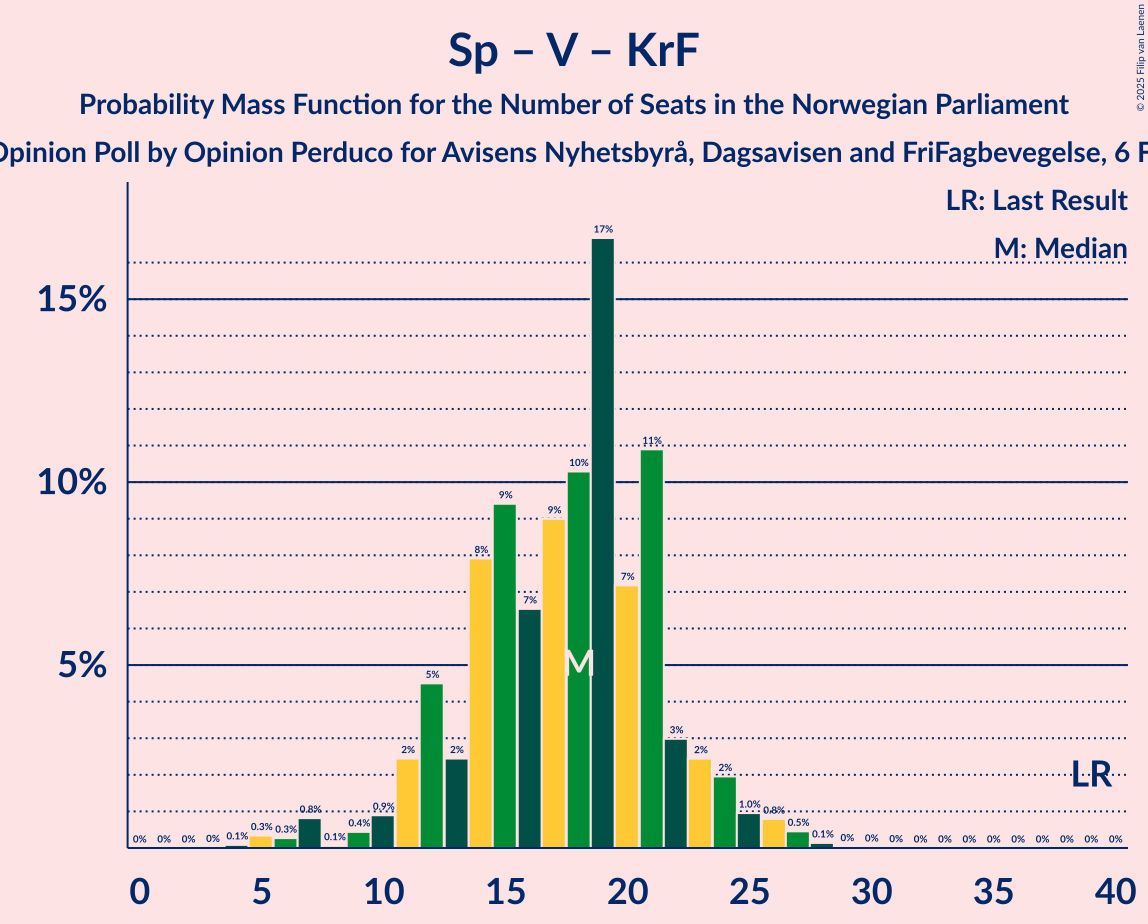 Sp – V – KrF
Probability Mass Function for the Number of Seats in the Norwegian Parliament
Opinion Poll by Opinion Perduco for Avisens Nyhetsbyrå, Dagsavisen and FriFagbevegelse, 6 F
© 2025 Filip van Laenen
LR: Last Result
M: Median
15%
10%
5%
0% 0% 0% 0% 0.1% 0.3% 0.3% 0.8% 0.1% 0.4% 0.9% 2% 5% 2% 8% 9% 7% 9% 10% 17% 7% 11% 3% 2% 2% 1.0% 0.8% 0.5% 0.1% 0% 0% 0% 0% 0% 0% 0% 0% 0% 0% 0% 0%
M
LR
0 5 10 15 20 25 30 35 40